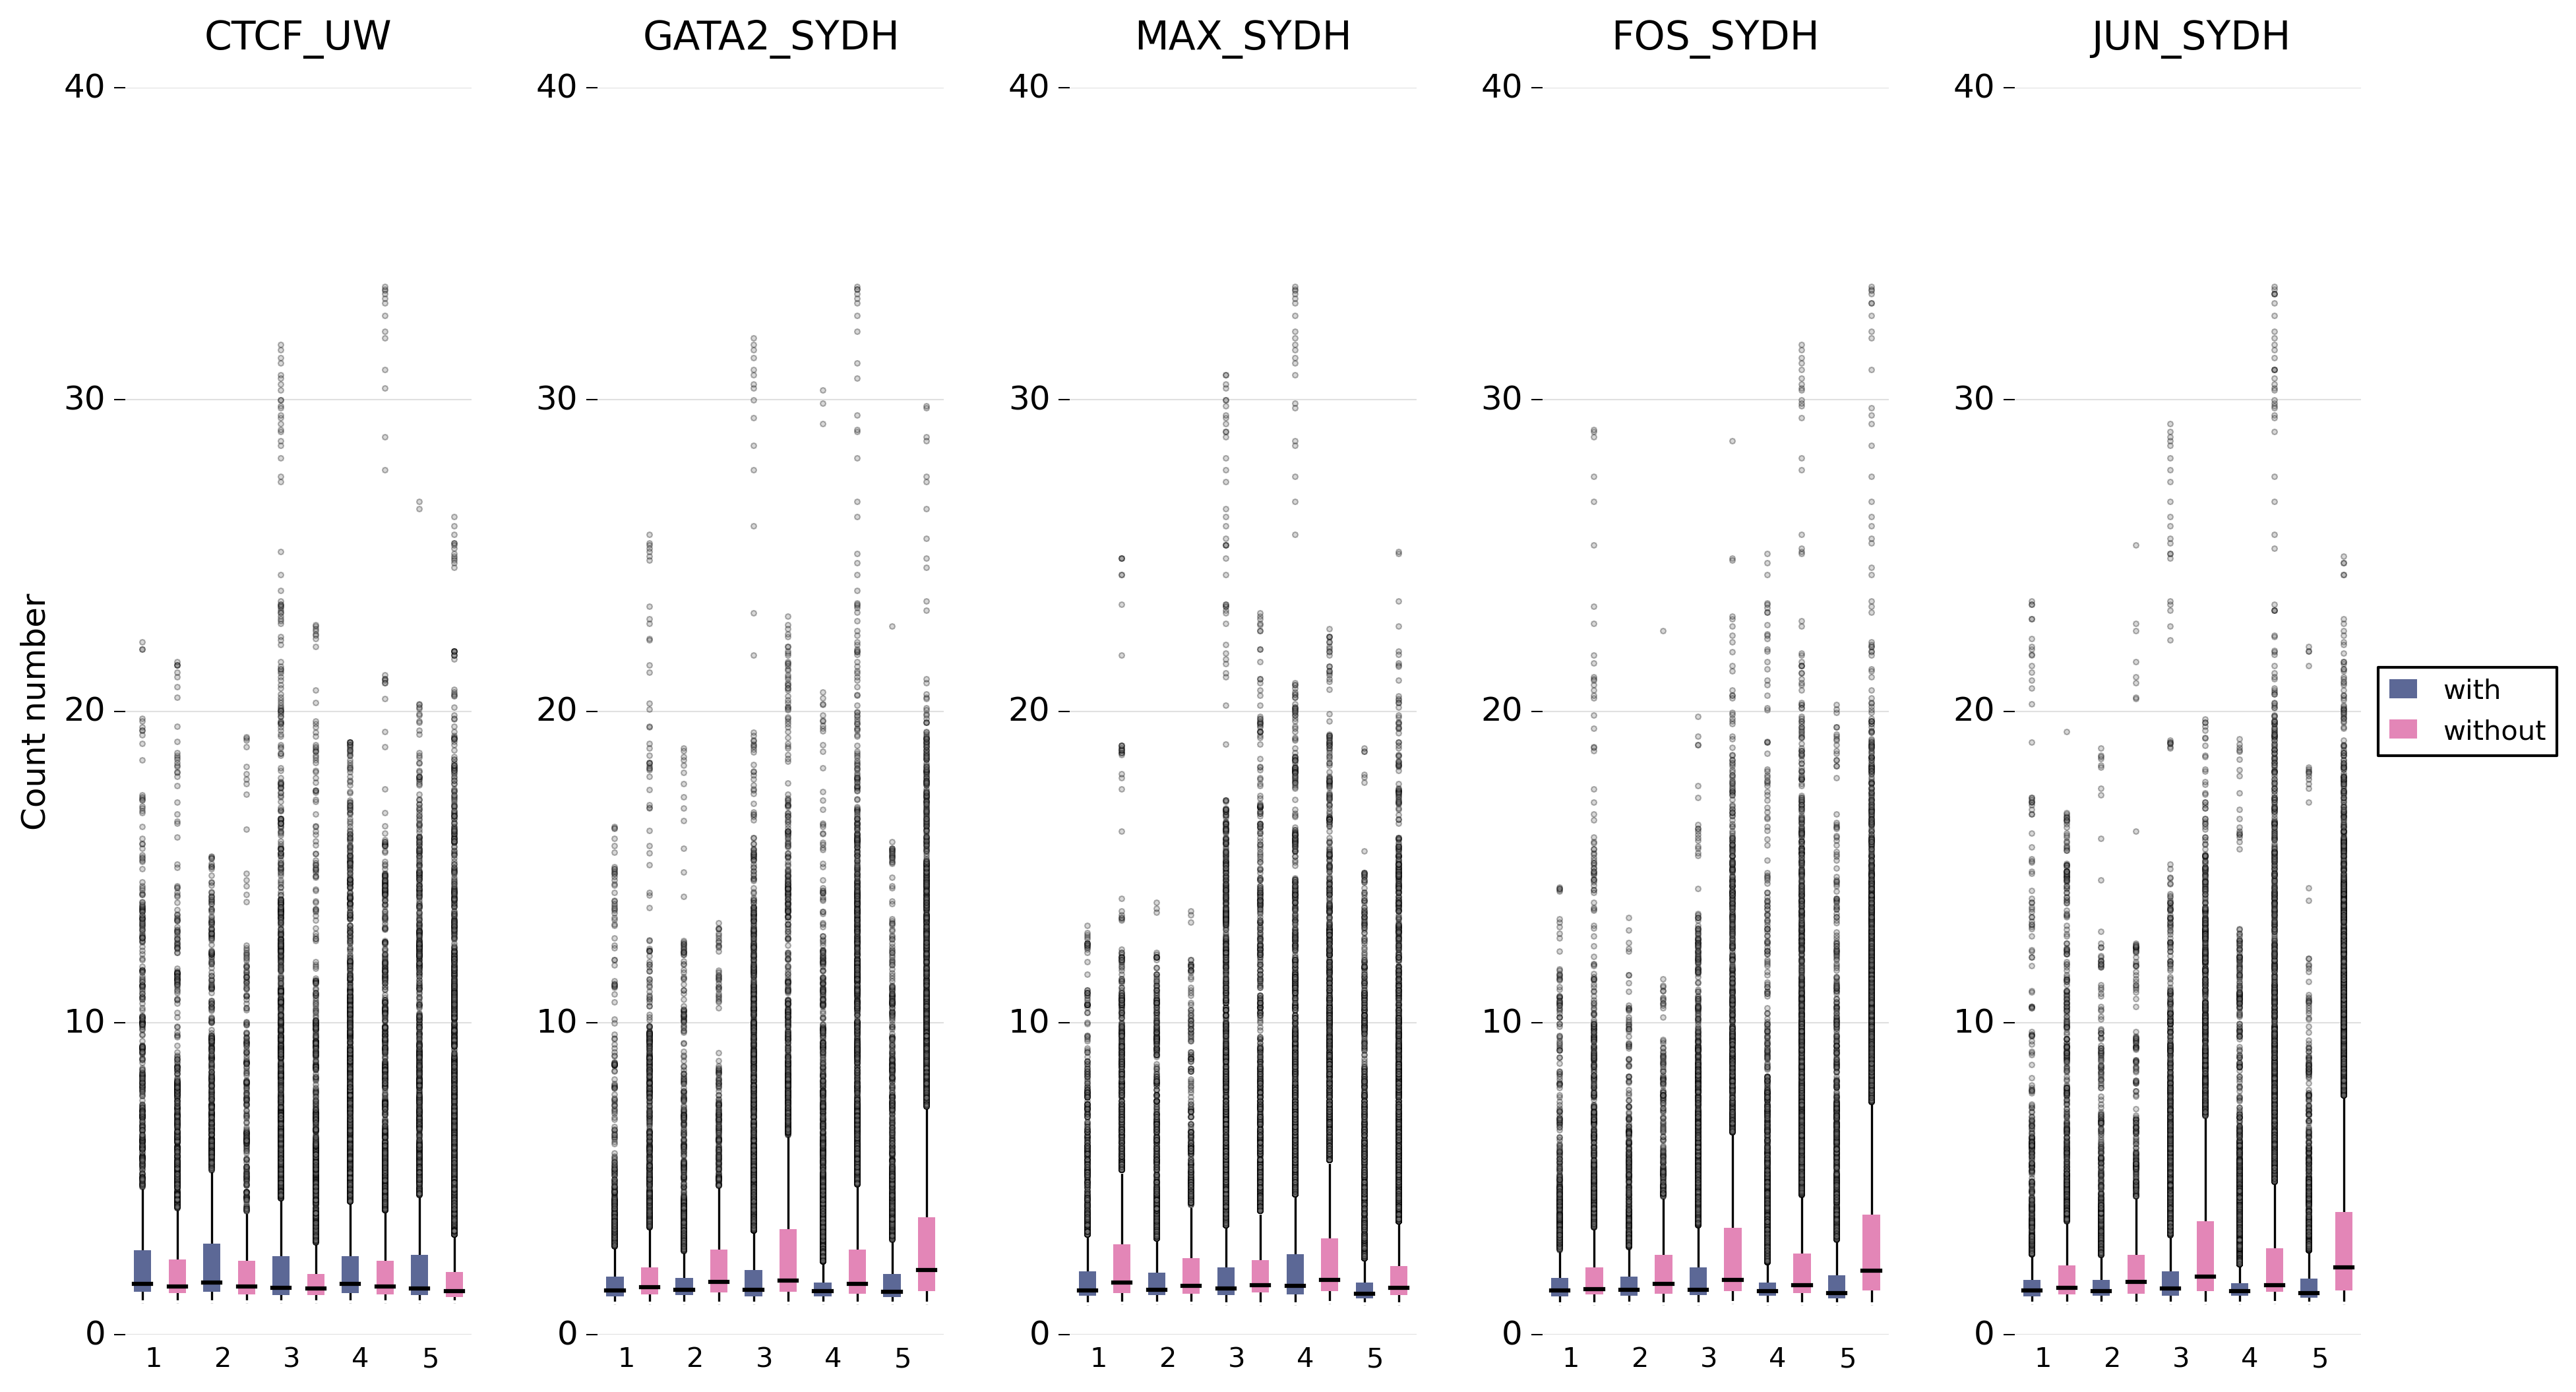 CTCF_UW GATA2_SYDH MAX_SYDH FOS_SYDH JUN_SYDH
40 40 40 40 40
30 30 30 30 30
20 20 20 20 20
10 10 10 10 10
0 0 0 0 0
Count number
with
without
1 2 3 4 5 1 2 3 4 5 1 2 3 4 5 1 2 3 4 5 1 2 3 4 5